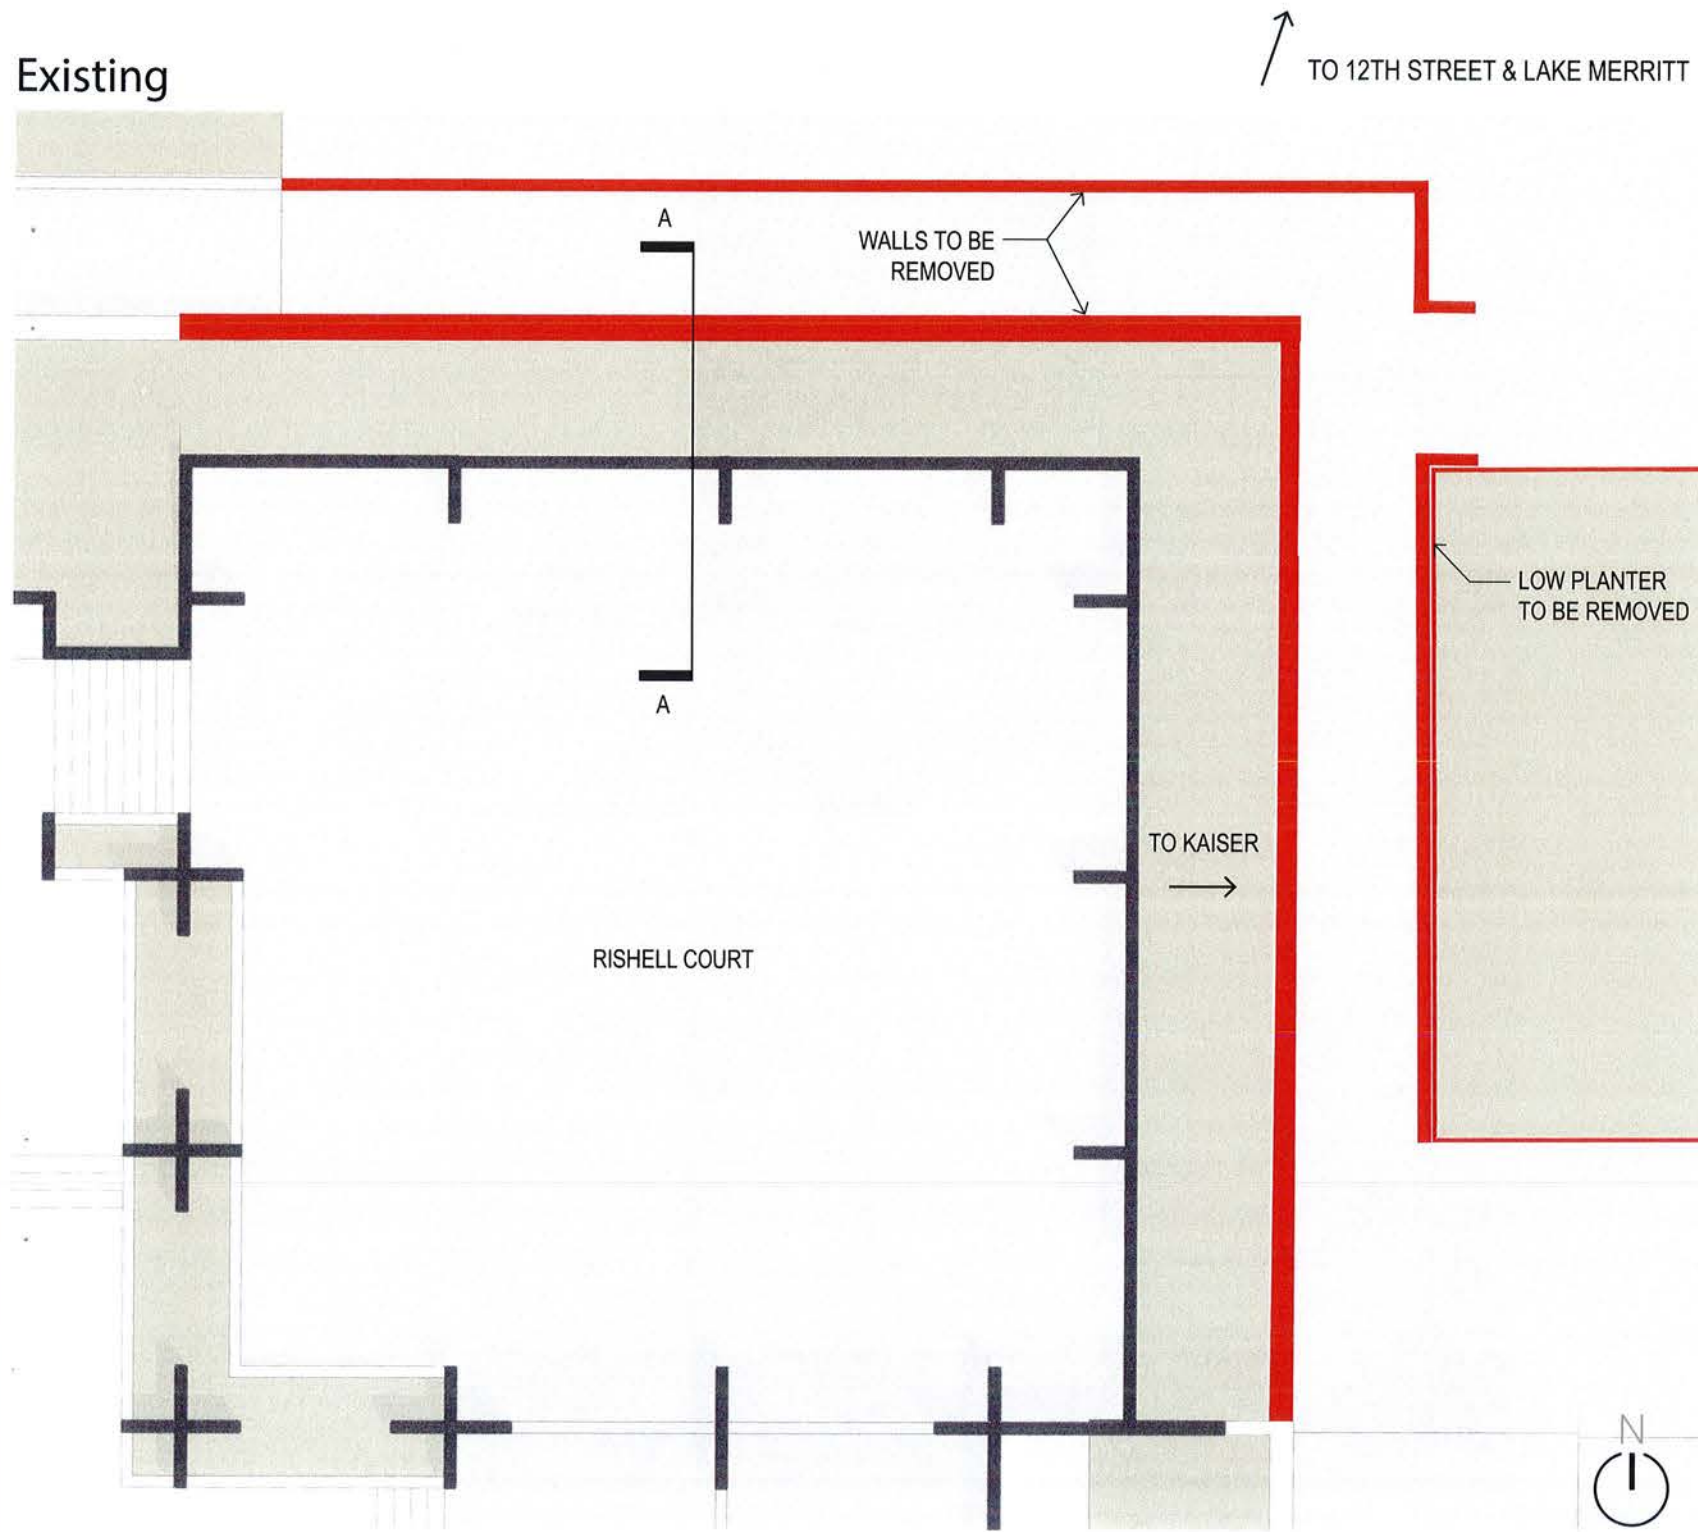 Existing
TO 12TH STREET & LAKE MERRITT
A
WALLS TO BE
REMOVED
LOW PLANTER
TO BE REMOVED
A
TO KAISER
RISHELL COURT
N